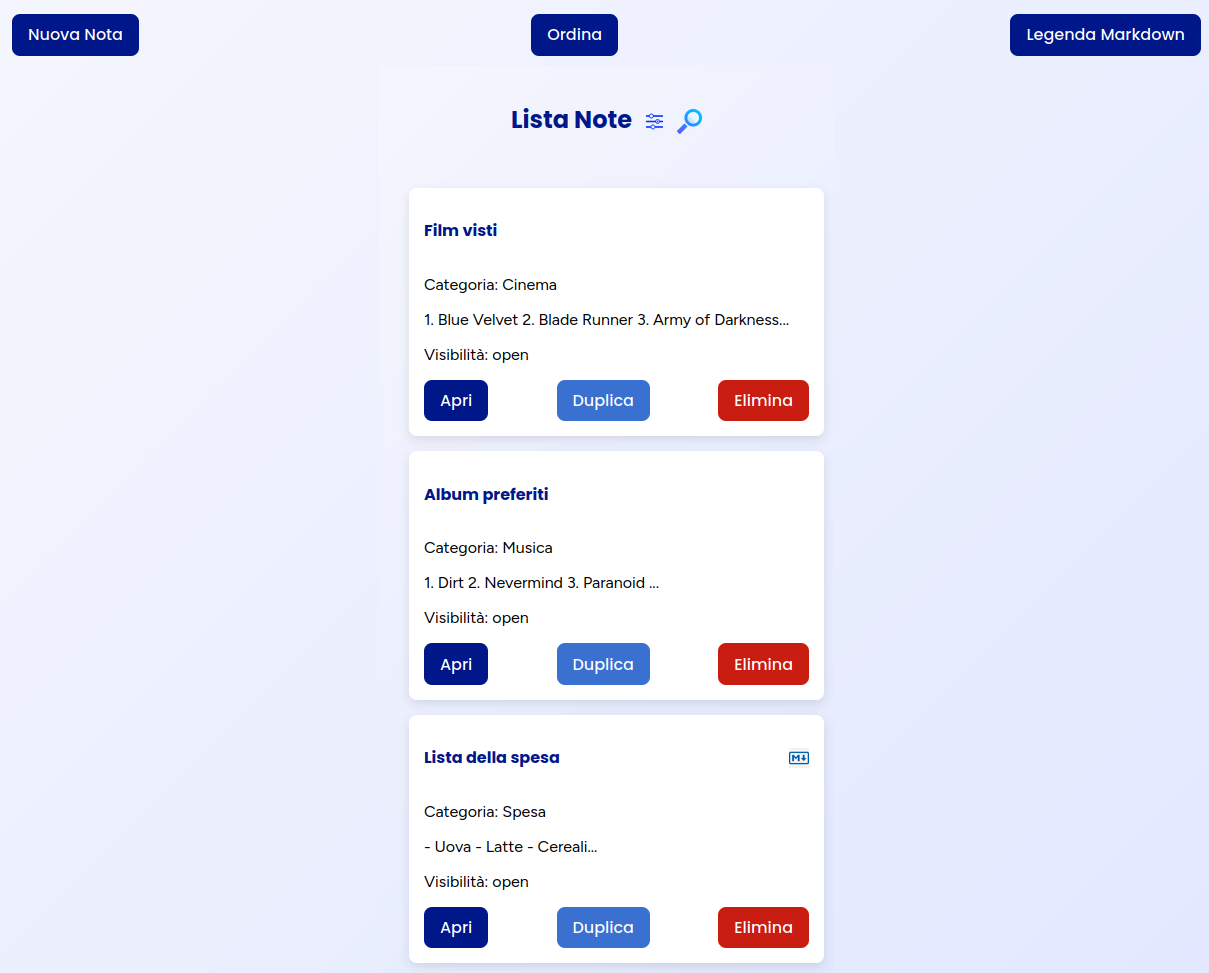 Nuova Nota
Ordina
Legenda Markdown
Lista Note
Film visti
Categoria: Cinema
1. Blue Velvet 2. Blade Runner 3. Army of Darkness...
Visibilità: open
Apri
Duplica
Elimina
Album preferiti
Categoria: Musica
1. Dirt 2. Nevermind 3. Paranoid ...
Visibilità: open
Apri
Duplica
Elimina
Lista della spesa
M
Categoria: Spesa
- Uova - Latte - Cereali...
Visibilità: open
Apri
Duplica
Elimina